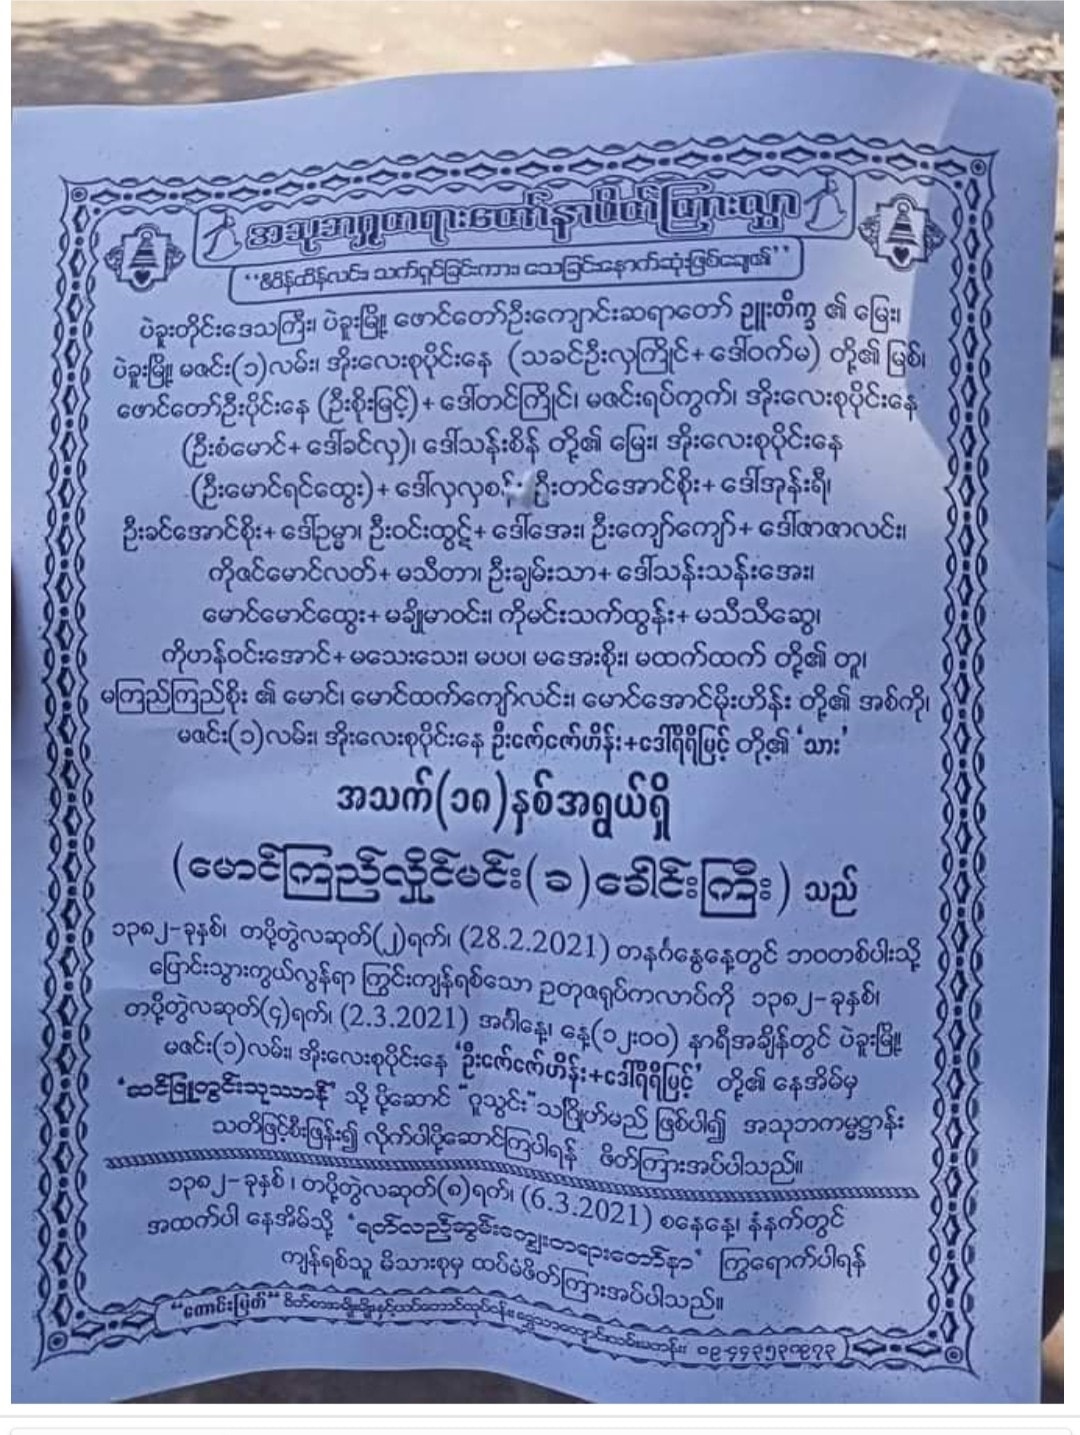 အသုဘရှုတရားတော်နာဖိတ်ကြားလွှာ
"ဇီဝိန်ထိန်လင်း၊ သက်ရှင်ခြင်းကား၊ သေခြင်းနောက်ဆုံးဖြစ်ချေ၏"
ပဲခူးတိုင်းဒေသကြီး၊ ပဲခူးမြို့၊ ဖောင်တော်ဦးကျောင်းဆရာတော် ဥူးတိက္ခ ၏ မြေး၊
ပဲခူးမြို့၊ မဇင်း(၁)လမ်း၊ အိုးလေးစုပိုင်းနေ (သခင်ဦးလှကြိုင်+ဒေါ်ဝက်မ) တို့၏ မြစ်၊
ဖောင်တော်ဦးပိုင်းနေ (ဦးစိုးမြင့်)+ ဒေါ်တင်ကြိုင်၊ မဇင်းရပ်ကွက်၊ အိုးလေးစုပိုင်းနေ
(ဦးစံမောင်+ ဒေါ်ခင်လှ)၊ ဒေါ်သန်းစိန် တို့၏ မြေး၊ အိုးလေးစုပိုင်းနေ
(ဦးမောင်ရင်ထွေး)+ ဒေါ်လှလှစန်း၊ ဦးတင်အောင်စိုး+ ဒေါ်အုန်းရီ၊
ဦးခင်အောင်စိုး+ ဒေါ်ဥမ္မာ၊ ဦးဝင်းထွဋ်+ ဒေါ်အေး၊ ဦးကျော်ကျော်+ ဒေါ်ဇာဇာလင်း၊
ကိုဇင်မောင်လတ်+ မသီတာ၊ ဦးချမ်းသာ+ ဒေါ်သန်းသန်းအေး၊
မောင်မောင်ထွေး+ မချိုမာဝင်း၊ ကိုမင်းသက်ထွန်း+ မသီသီဆွေ၊
ကိုဟန်ဝင်းအောင်+ မသေးသေး၊ မပပ၊ မအေးစိုး၊ မထက်ထက် တို့၏ တူ၊
မကြည်ကြည်စိုး ၏ မောင်၊ မောင်ထက်ကျော်လင်း၊ မောင်အောင်မိုးဟိန်း တို့၏ အစ်ကို၊
မဇင်း(၁)လမ်း၊ အိုးလေးစုပိုင်းနေ ဦးဇော်ဇော်ဟိန်း+ဒေါ်ရီရီမြင့် တို့၏ 'သား'
အသက်(၁၈)နှစ်အရွယ်ရှိ
(မောင်ကြည်လှိုင်မင်း(ခ)ခေါင်းကြီး) သည်
၁၃၈၂-ခုနှစ်၊ တပို့တွဲလဆုတ်(၂)ရက်၊ (28.2.2021) တနင်္ဂနွေနေ့တွင် ဘဝတစ်ပါးသို့
ပြောင်းသွားကွယ်လွန်ရာ ကြွင်းကျန်ရစ်သော ဥတုဇရုပ်ကလာပ်ကို ၁၃၈၂-ခုနှစ်၊
တပို့တွဲလဆုတ်(၄)ရက်၊ (2.3.2021) အင်္ဂါနေ့၊ နေ့(၁၂း၀၀) နာရီအချိန်တွင် ပဲခူးမြို့၊
မဇင်း(၁)လမ်း၊ အိုးလေးစုပိုင်းနေ 'ဦးဇော်ဇော်ဟိန်း+ဒေါ်ရီရီမြင့်' တို့၏ နေအိမ်မှ
'ဆင်ဖြူကွင်းသုဿာန်' သို့ ပို့ဆောင် "ဂူသွင်း"သင်္ဂြိုဟ်မည် ဖြစ်ပါ၍ အသုဘကမ္မဋ္ဌာန်း
သတိဖြင့်စီးဖြန်း၍ လိုက်ပါပို့ဆောင်ကြပါရန် ဖိတ်ကြားအပ်ပါသည်။
၁၃၈၂-ခုနှစ်၊ တပို့တွဲလဆုတ်(၈)ရက်၊ (6.3.2021) စနေနေ့၊ နံနက်တွင်
အထက်ပါ နေအိမ်သို့ 'ရက်လည်ဆွမ်းကျွေးတရားတော်နာ' ကြွရောက်ပါရန်
ကျန်ရစ်သူ မိသားစုမှ ထပ်မံဖိတ်ကြားအပ်ပါသည်။
"ကောင်းမြတ်" ဖိတ်စာအမျိုးမျိုးနှင့်